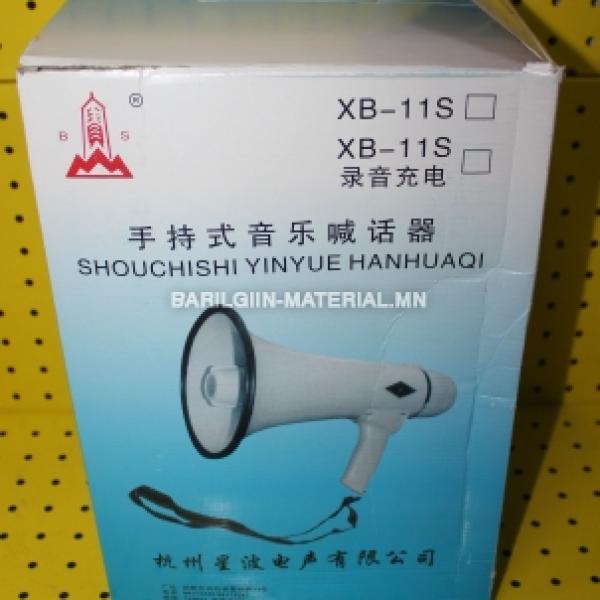 XB-11S
XB-11S
录音充电
B S
®
手持式音乐喊话器
SHOUCHISHI YINYUE HANHUAQI
BARILGIIN-MATERIAL.MN
杭州星波电声有限公司